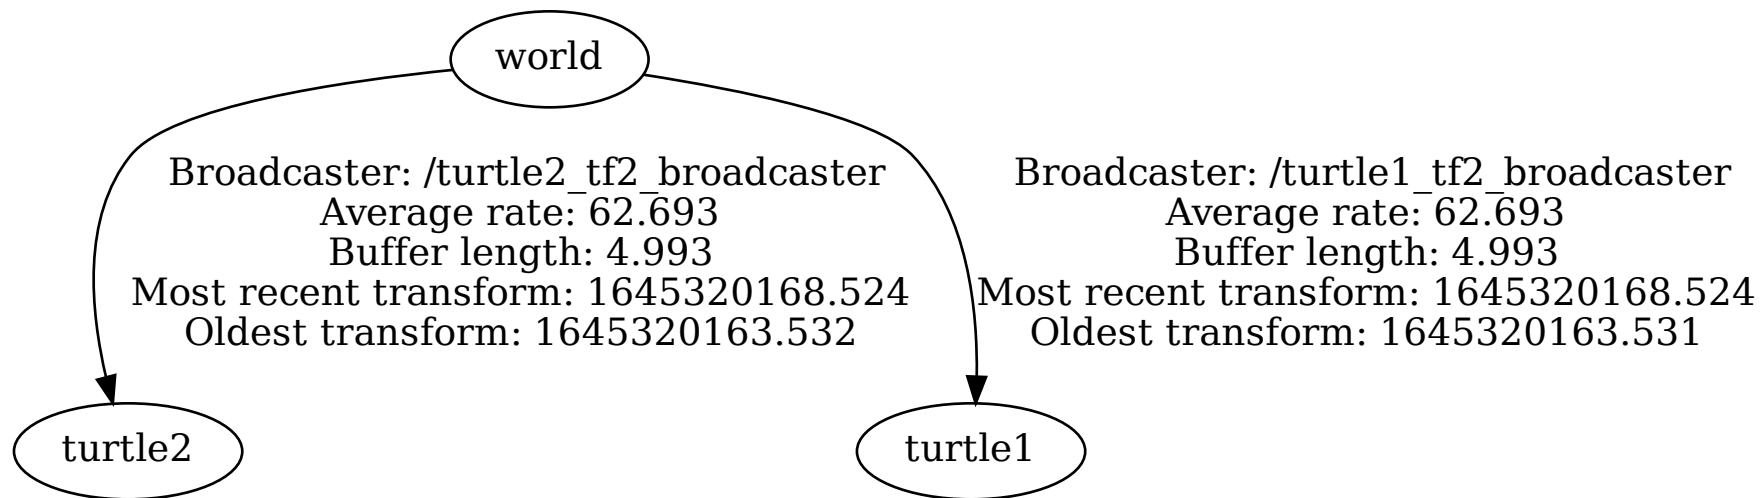 world
Broadcaster: /turtle2_tf2_broadcaster
Average rate: 62.693
Buffer length: 4.993
Most recent transform: 1645320168.524
Oldest transform: 1645320163.532
Broadcaster: /turtle1_tf2_broadcaster
Average rate: 62.693
Buffer length: 4.993
Most recent transform: 1645320168.524
Oldest transform: 1645320163.531
turtle2
turtle1